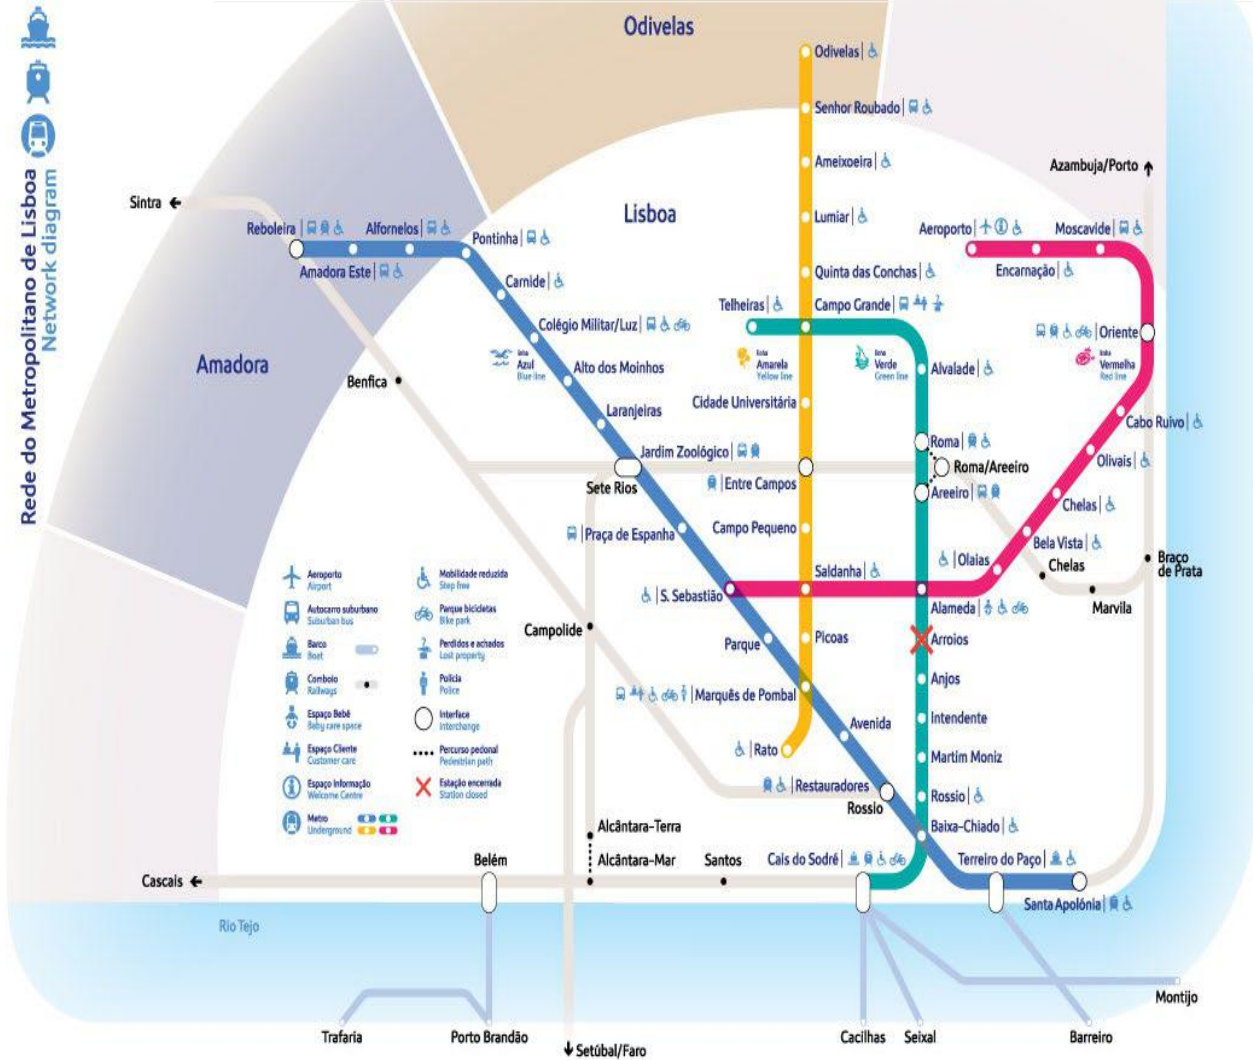 Rede do Metropolitano de Lisboa
Network diagram
Odivelas
Odivelas
Senhor Roubado
Ameixoeira
Azambuja/Porto
Sintra
Lisboa
Lumiar
Reboleira
Alfornelos
Pontinha
Aeroporto
Moscavide
Amadora Este
Carnide
Quinta das Conchas
Encarnação
Telheiras
Campo Grande
Colégio Militar/Luz
Oriente
linha
Azul
Blue line
linha
Amarela
Yellow line
linha
Verde
Green line
linha
Vermelha
Red line
Amadora
Alto dos Moinhos
Alvalade
Benfica
Laranjeiras
Cidade Universitária
Cabo Ruivo
Jardim Zoológico
Roma
Roma/Areeiro
Olivais
Sete Rios
Entre Campos
Areeiro
Chelas
Praça de Espanha
Campo Pequeno
Bela Vista
Olaias
Chelas
Braço
de Prata
Saldanha
S. Sebastião
Alameda
Marvila
Campolide
Parque
Picoas
Arroios
Anjos
Marquês de Pombal
Avenida
Intendente
Rato
Martim Moniz
Restauradores
Rossio
Rossio
Baixa-Chiado
Aeroporto
Airport
Autocarro suburbano
Suburban bus
Barco
Boat
Comboio
Railways
Espaço Bebé
Baby care space
Espaço Cliente
Customer care
Espaço Informação
Welcome Centre
Metro
Underground
Mobilidade reduzida
Step free
Parque bicicletas
Bike park
Perdidos e achados
Lost property
Polícia
Police
Interface
Interchange
Percurso pedonal
Pedestrian path
Estação encerrada
Station closed
Alcântara-Terra
Belém
Alcântara-Mar
Santos
Cais do Sodré
Terreiro do Paço
Cascais
Santa Apolónia
Rio Tejo
Montijo
Trafaria
Porto Brandão
Cacilhas
Seixal
Barreiro
Setúbal/Faro